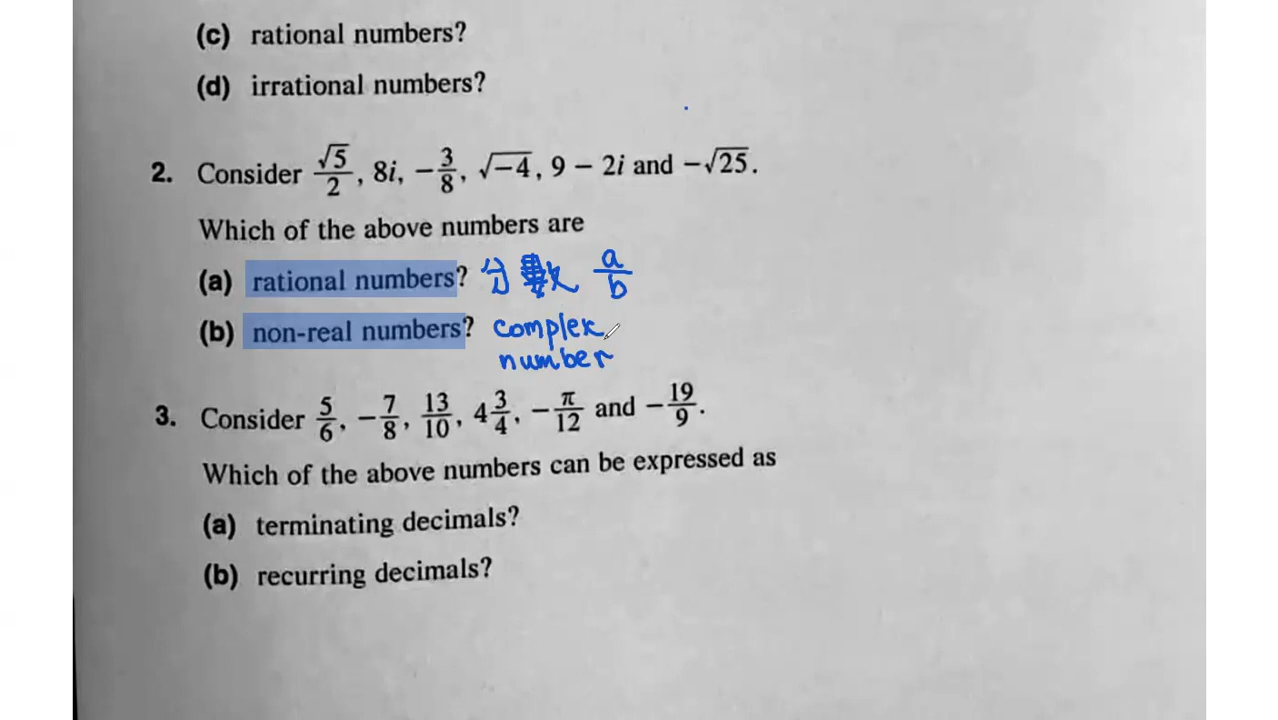 (c) rational numbers?
(d) irrational numbers?
2. Consider √5/2, 8i, −3/8, √−4, 9 − 2i and −√25.
Which of the above numbers are
(a) rational numbers? 分數 a/b
(b) non-real numbers? complex
number
3. Consider 5/6, −7/8, 13/10, 4 3/4, −π/12 and −19/9.
Which of the above numbers can be expressed as
(a) terminating decimals?
(b) recurring decimals?